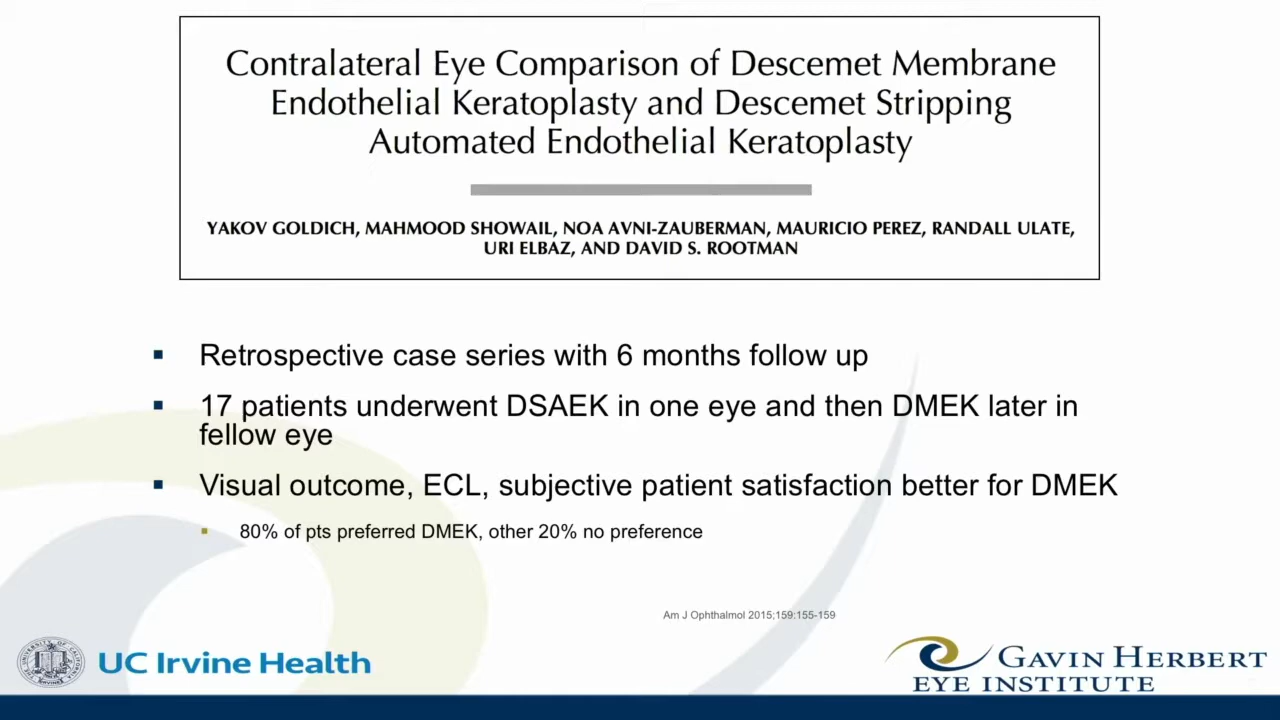 Contralateral Eye Comparison of Descemet Membrane
Endothelial Keratoplasty and Descemet Stripping
Automated Endothelial Keratoplasty
YAKOV GOLDICH, MAHMOOD SHOWAIL, NOA AVNI-ZAUBERMAN, MAURICIO PEREZ, RANDALL ULATE,
URI ELBAZ, AND DAVID S. ROOTMAN
▪ Retrospective case series with 6 months follow up
▪ 17 patients underwent DSAEK in one eye and then DMEK later in
fellow eye
▪ Visual outcome, ECL, subjective patient satisfaction better for DMEK
▪ 80% of pts preferred DMEK, other 20% no preference
Am J Ophthalmol 2015;159:155-159
UC Irvine Health
GAVIN HERBERT
EYE INSTITUTE